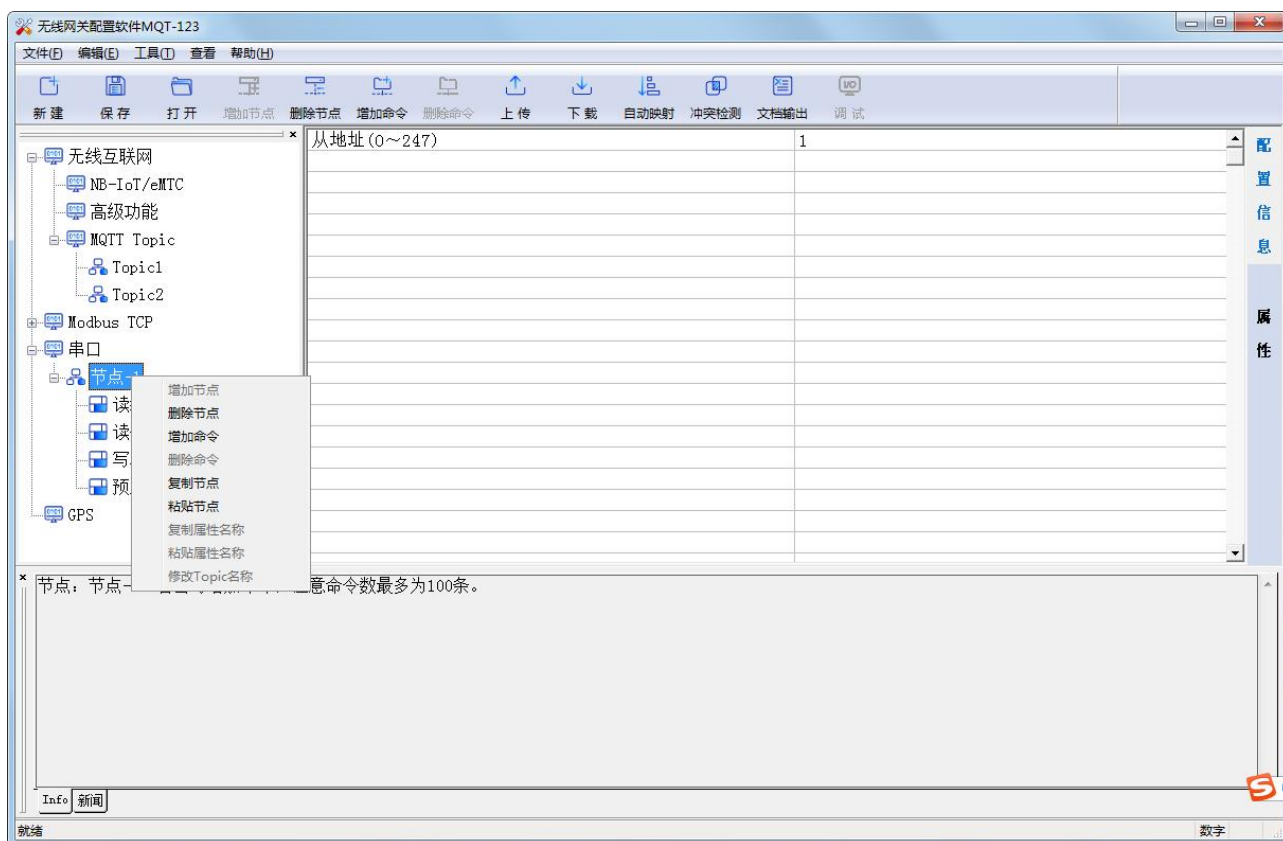 无线网关配置软件MQT-123
文件(F) 编辑(E) 工具(T) 查看 帮助(H)
新建 保存 打开 增加节点 删除节点 增加命令 删除命令 上传 下载 自动映射 冲突检测 文档输出 调试
无线互联网
NB-IoT/eMTC
高级功能
MQTT Topic
Topic1
Topic2
Modbus TCP
串口
节点-1
读
读
写
预
GPS
从地址(0～247) 1
配置信息
属性
增加节点
删除节点
增加命令
删除命令
复制节点
粘贴节点
复制属性名称
粘贴属性名称
修改Topic名称
节点：节点- 意命令数最多为100条。
Info 新闻
就绪 数字